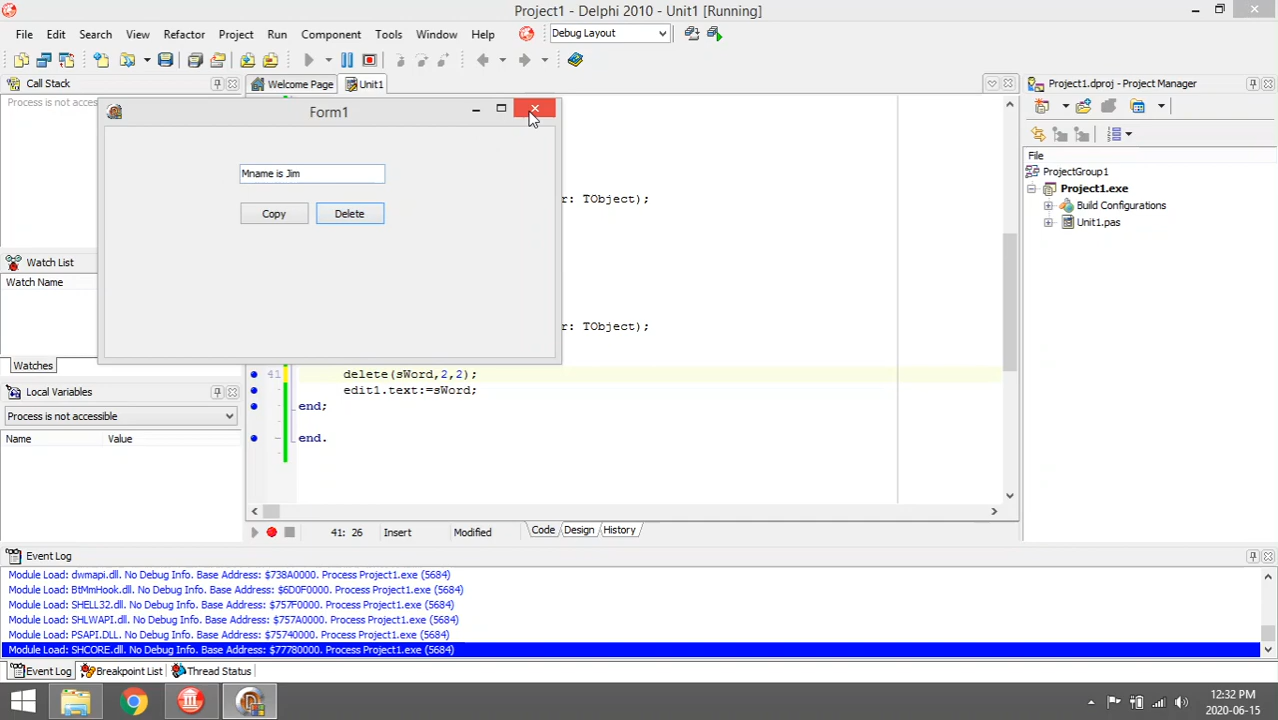 Project1 - Delphi 2010 - Unit1 [Running]
File Edit Search View Refactor Project Run Component Tools Window Help Debug Layout
Call Stack
Welcome Page Unit1
Project1.dproj - Project Manager
Process is not access
Form1
Mname is Jim
Copy Delete
r: TObject);
r: TObject);
41 delete(sWord,2,2);
edit1.text:=sWord;
end;
end.
File
ProjectGroup1
Project1.exe
Build Configurations
Unit1.pas
Watch List
Watch Name
Watches
Local Variables
Process is not accessible
Name Value
41: 26 Insert Modified Code Design History
Event Log
Module Load: dwmapi.dll. No Debug Info. Base Address: $738A0000. Process Project1.exe (5684)
Module Load: BtMmHook.dll. No Debug Info. Base Address: $6D0F0000. Process Project1.exe (5684)
Module Load: SHELL32.dll. No Debug Info. Base Address: $757F0000. Process Project1.exe (5684)
Module Load: SHLWAPI.dll. No Debug Info. Base Address: $757A0000. Process Project1.exe (5684)
Module Load: PSAPI.DLL. No Debug Info. Base Address: $75740000. Process Project1.exe (5684)
Module Load: SHCORE.dll. No Debug Info. Base Address: $77780000. Process Project1.exe (5684)
Event Log Breakpoint List Thread Status
12:32 PM
2020-06-15